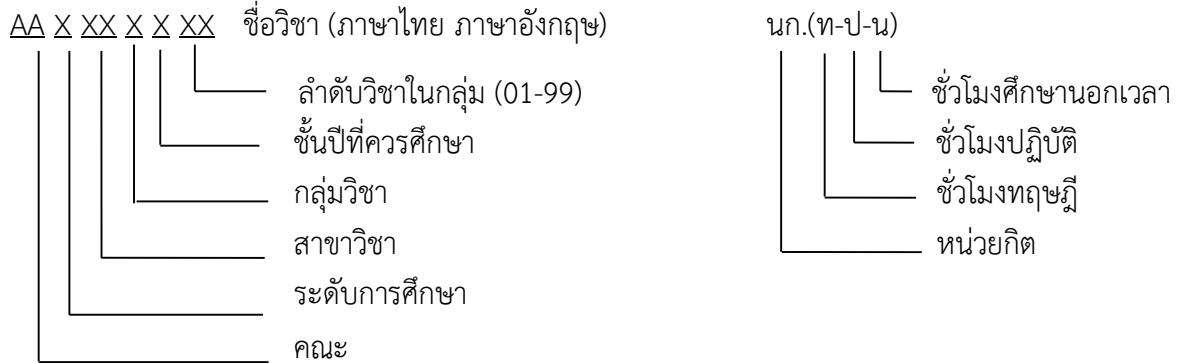 AA X XX X X XX ชื่อวิชา (ภาษาไทย ภาษาอังกฤษ) นก.(ท-ป-น)
ลำดับวิชาในกลุ่ม (01-99) ชั่วโมงศึกษานอกเวลา
ชั้นปีที่ควรศึกษา ชั่วโมงปฏิบัติ
กลุ่มวิชา ชั่วโมงทฤษฎี
สาขาวิชา หน่วยกิต
ระดับการศึกษา
คณะ